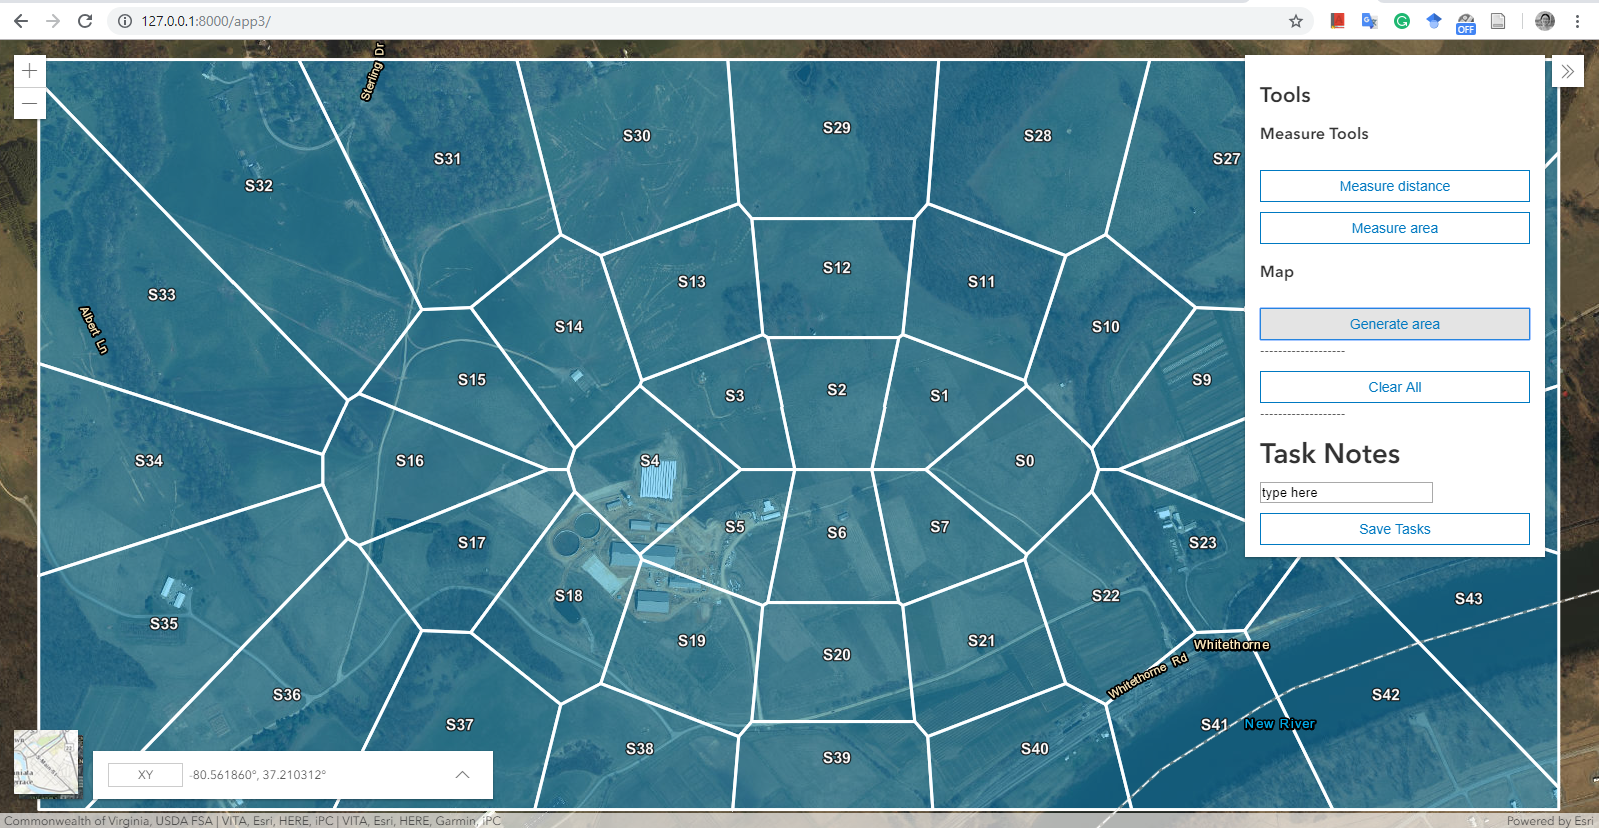 127.0.0.1:8000/app3/
OFF
Sterling Dr
S30
S29
S28
S31
S27
S32
S12
S13
S11
S33
Albert Ln
S14
S10
S15
S9
S3
S2
S1
S34
S16
S4
S0
S5
S6
S7
S17
S23
S18
S22
S43
S35
S19
S20
S21
Whitethorne
Whitethorne Rd
S36
S42
S37
S41
New River
S38
S40
S39
Tools
Measure Tools
Measure distance
Measure area
Map
Generate area
-------------------
Clear All
-------------------
Task Notes
type here
Save Tasks
XY
-80.561860°, 37.210312°
Commonwealth of Virginia, USDA FSA | VITA, Esri, HERE, iPC | VITA, Esri, HERE, Garmin, iPC
Powered by Esri